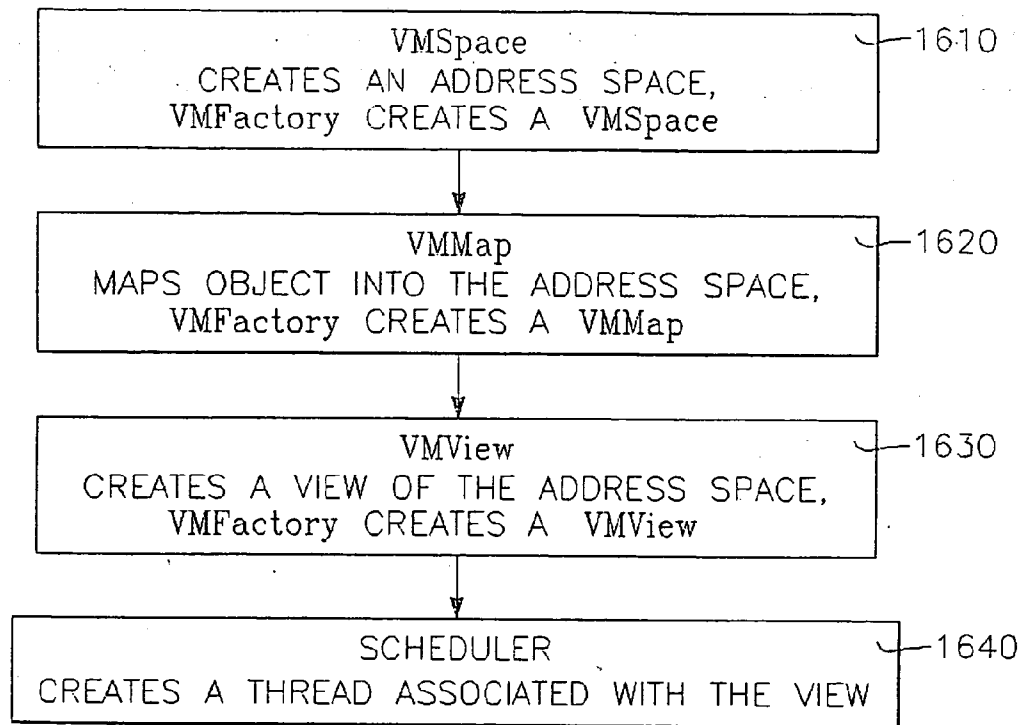 VMSpace
CREATES AN ADDRESS SPACE,
VMFactory CREATES A VMSpace
1610
VMMap
MAPS OBJECT INTO THE ADDRESS SPACE,
VMFactory CREATES A VMMap
1620
VMView
CREATES A VIEW OF THE ADDRESS SPACE,
VMFactory CREATES A VMView
1630
SCHEDULER
CREATES A THREAD ASSOCIATED WITH THE VIEW
1640